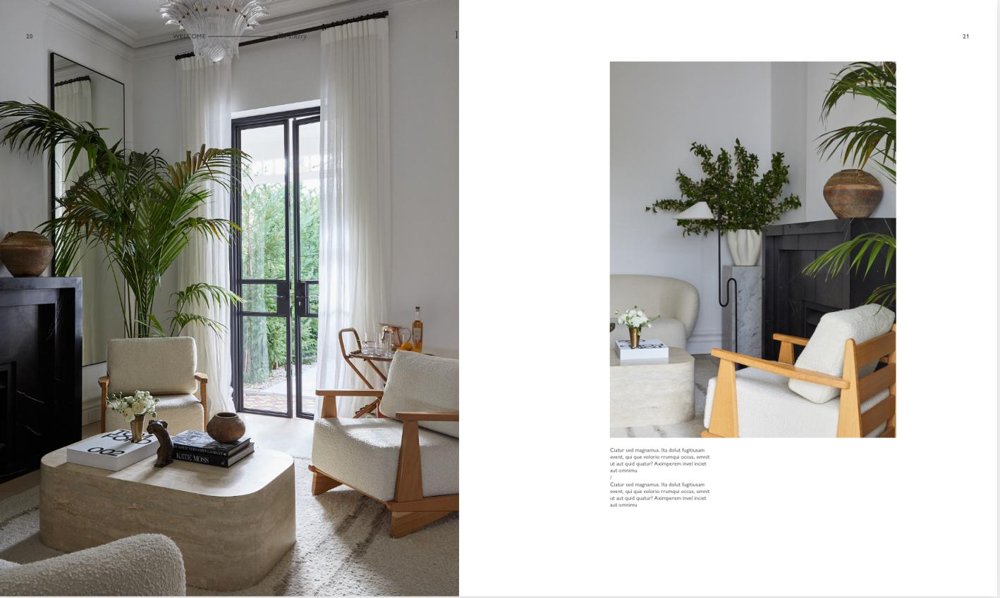 20
WELCOME The Entry
21
TOM
FORD
002
KATE MOSS
Ciatur sed magnamus. Ita dolut fugitiusam
event, qui que volorio rrumqui occus, omnit
ut aut quid quatur? Aximperem invel inciet
aut omnimu
/
Ciatur sed magnamus. Ita dolut fugitiusam
event, qui que volorio rrumqui occus, omnit
ut aut quid quatur? Aximperem invel inciet
aut omnimu